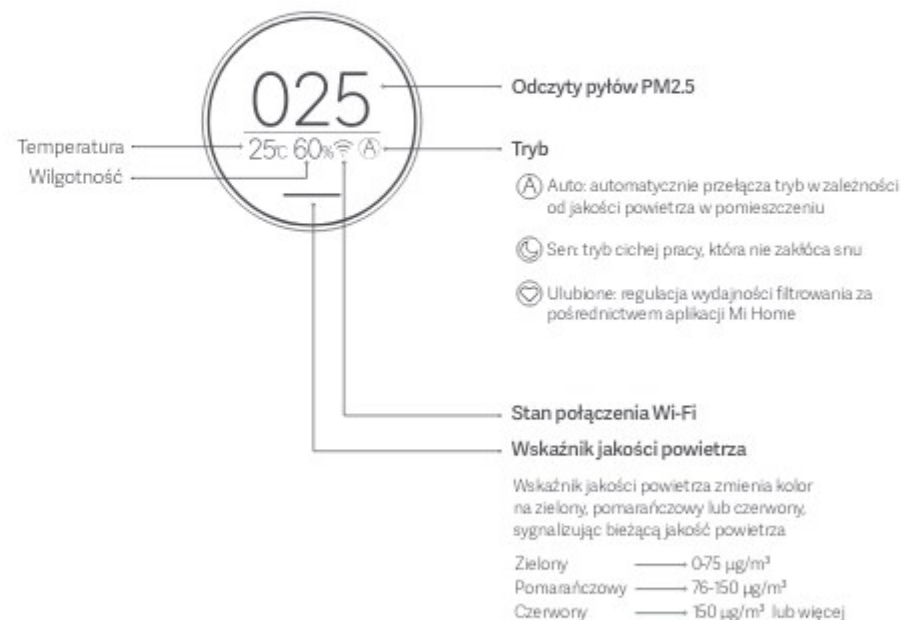 025
25c 60%
Temperatura
Wilgotność
Odczyty pyłów PM2.5
Tryb
A Auto: automatycznie przełącza tryb w zależności
od jakości powietrza w pomieszczeniu
Sen: tryb cichej pracy, która nie zakłóca snu
Ulubione: regulacja wydajności filtrowania za
pośrednictwem aplikacji Mi Home
Stan połączenia Wi-Fi
Wskaźnik jakości powietrza
Wskaźnik jakości powietrza zmienia kolor
na zielony, pomarańczowy lub czerwony,
sygnalizując bieżącą jakość powietrza
Zielony 0-75 µg/m³
Pomarańczowy 76-150 µg/m³
Czerwony 150 µg/m³ lub więcej